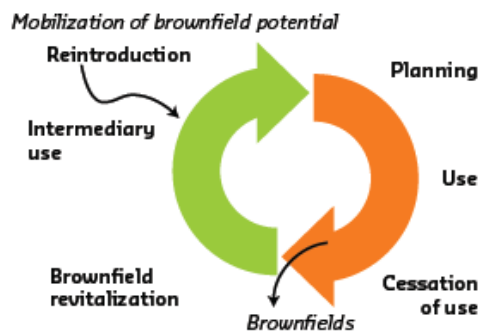 Mobilization of brownfield potential
Reintroduction
Planning
Intermediary
use
Use
Brownfield
revitalization
Cessation
of use
Brownfields